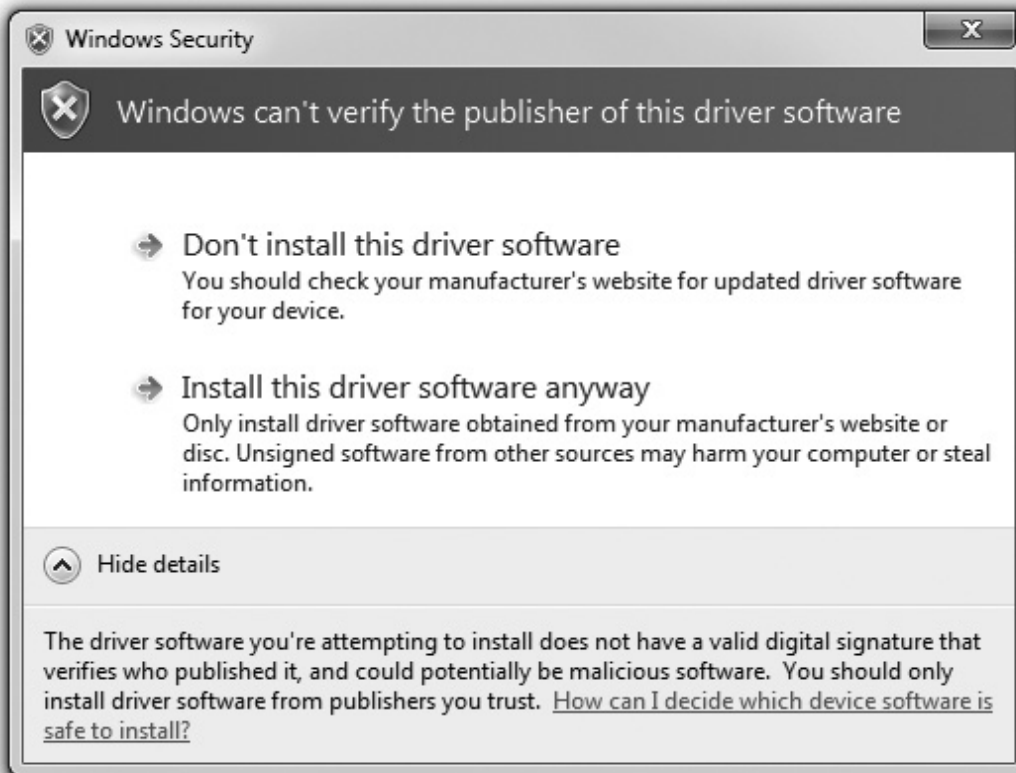 Windows Security
Windows can't verify the publisher of this driver software
Don't install this driver software
You should check your manufacturer's website for updated driver software
for your device.
Install this driver software anyway
Only install driver software obtained from your manufacturer's website or
disc. Unsigned software from other sources may harm your computer or steal
information.
Hide details
The driver software you're attempting to install does not have a valid digital signature that
verifies who published it, and could potentially be malicious software.  You should only
install driver software from publishers you trust.  How can I decide which device software is
safe to install?